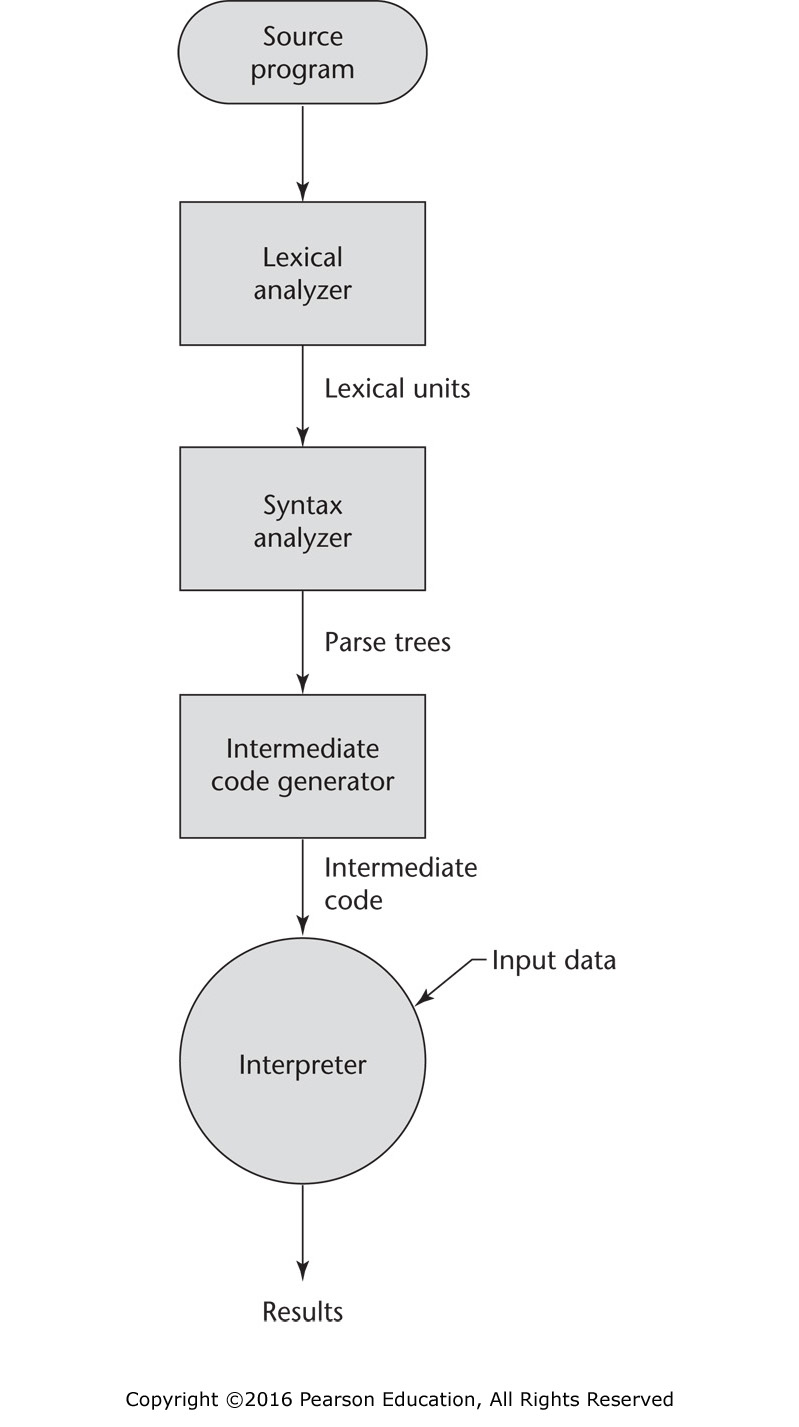 Source
program
Lexical
analyzer
Lexical units
Syntax
analyzer
Parse trees
Intermediate
code generator
Intermediate
code
Input data
Interpreter
Results
Copyright ©2016 Pearson Education, All Rights Reserved